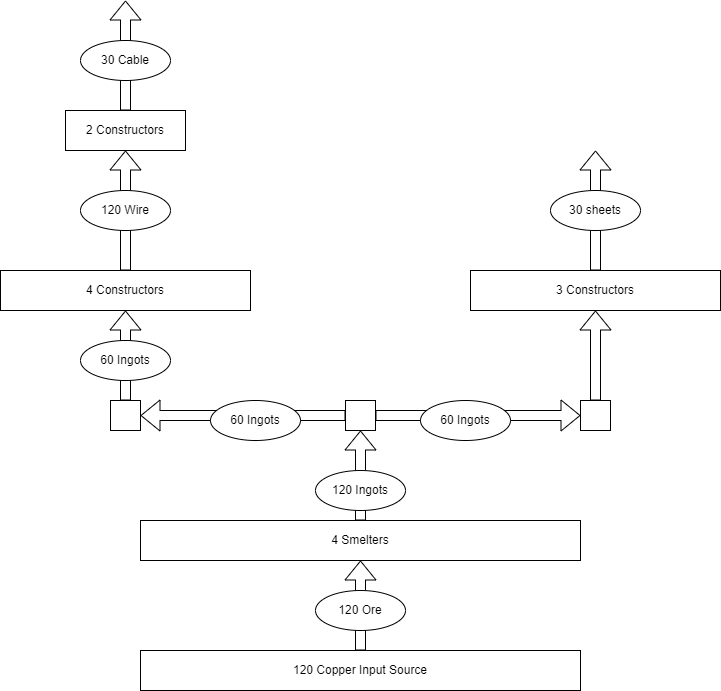 30 Cable
2 Constructors
120 Wire
30 sheets
4 Constructors
3 Constructors
60 Ingots
60 Ingots
60 Ingots
120 Ingots
4 Smelters
120 Ore
120 Copper Input Source